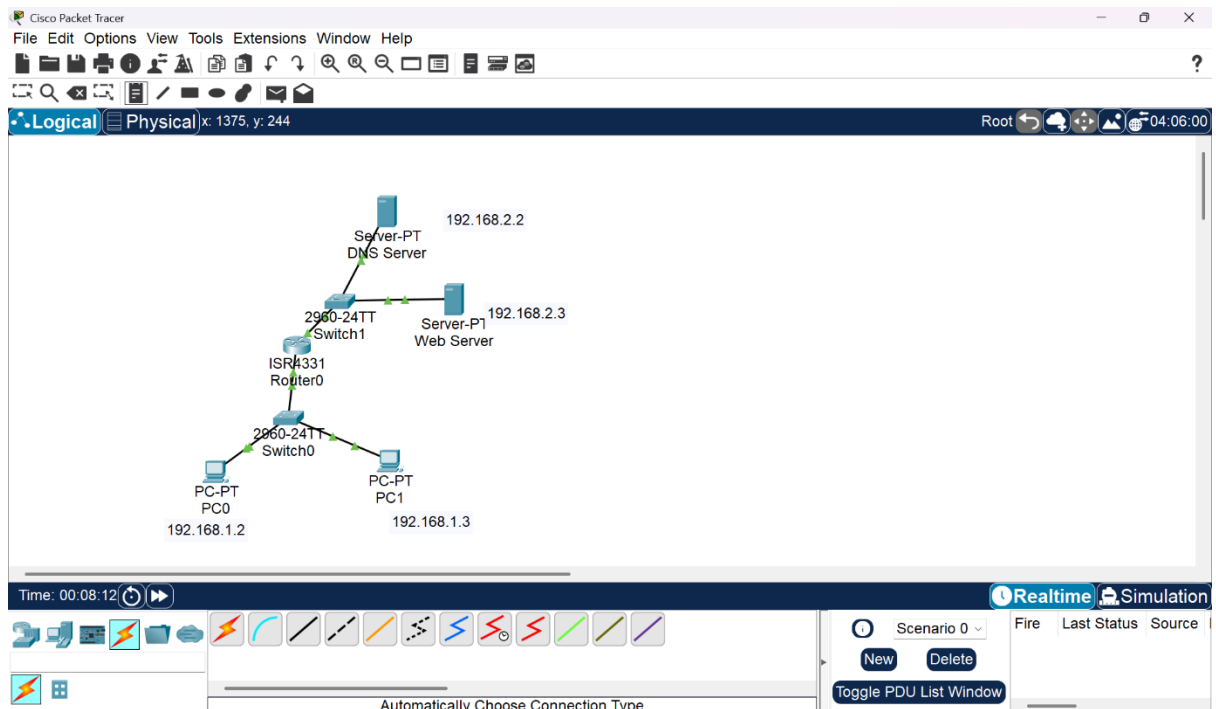 Cisco Packet Tracer
File Edit Options View Tools Extensions Window Help
?
Logical Physical x: 1375, y: 244 Root 04:06:00
192.168.2.2
Server-PT
DNS Server
2960-24TT
Switch1
192.168.2.3
Server-PT
Web Server
ISR4331
Router0
2960-24TT
Switch0
PC-PT
PC0
192.168.1.2
PC-PT
PC1
192.168.1.3
Time: 00:08:12 Realtime Simulation
Scenario 0
Fire Last Status Source
New Delete
Toggle PDU List Window
Automatically Choose Connection Type